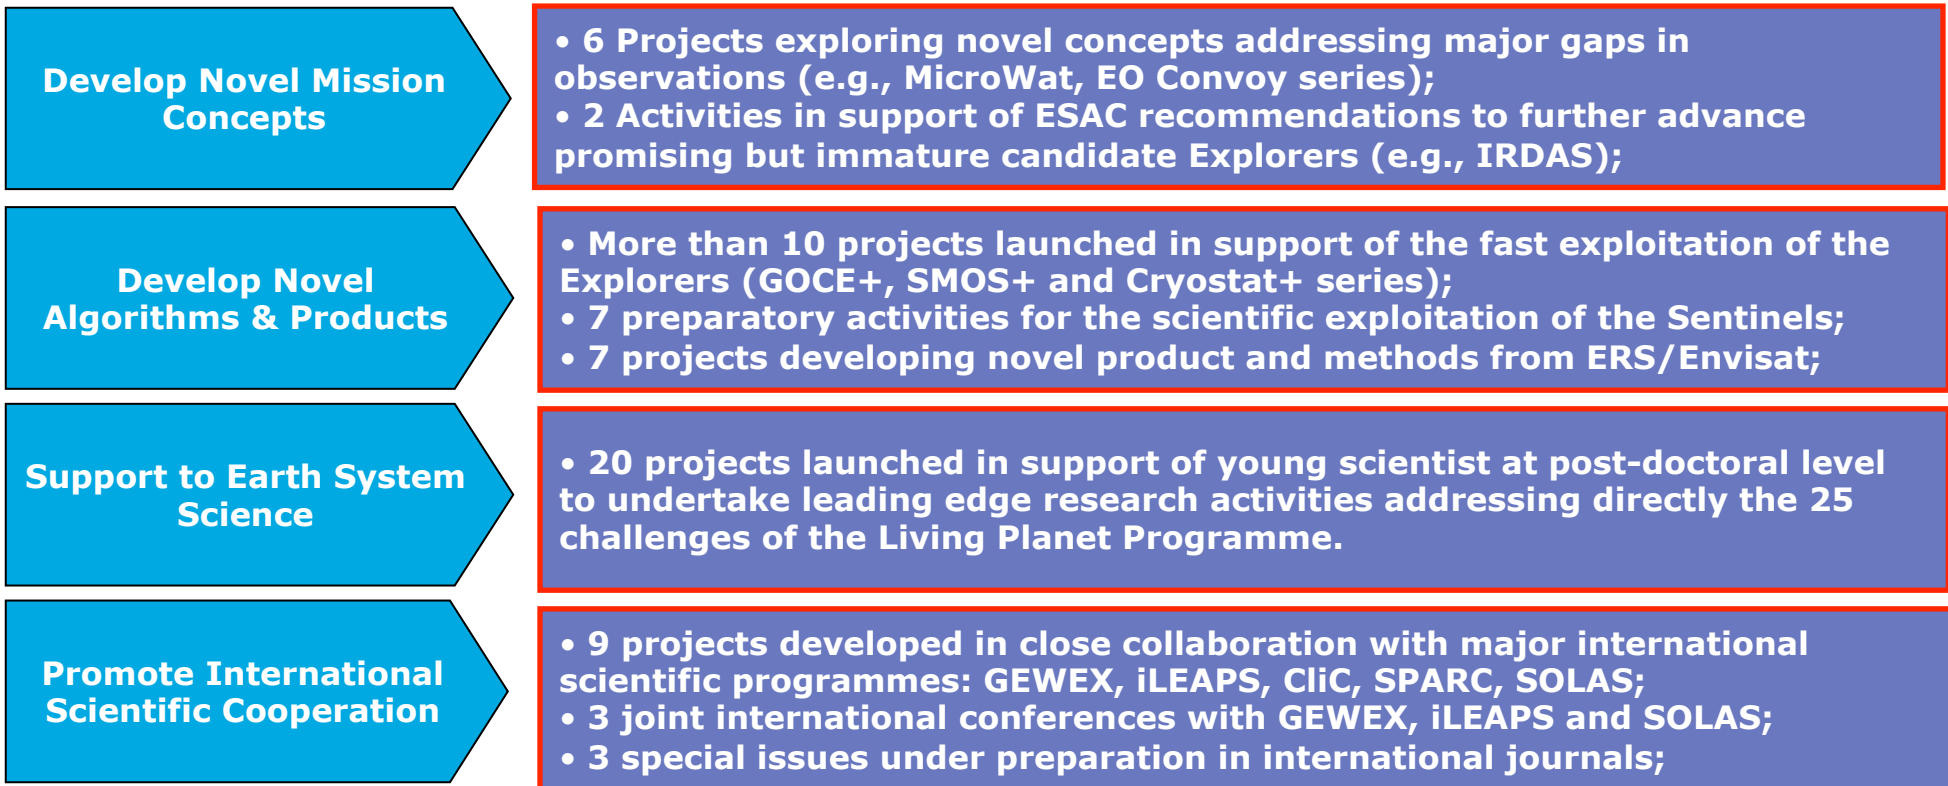 Develop Novel Mission
Concepts
• 6 Projects exploring novel concepts addressing major gaps in
observations (e.g., MicroWat, EO Convoy series);
• 2 Activities in support of ESAC recommendations to further advance
promising but immature candidate Explorers (e.g., IRDAS);
Develop Novel
Algorithms & Products
• More than 10 projects launched in support of the fast exploitation of the
Explorers (GOCE+, SMOS+ and Cryostat+ series);
• 7 preparatory activities for the scientific exploitation of the Sentinels;
• 7 projects developing novel product and methods from ERS/Envisat;
Support to Earth System
Science
• 20 projects launched in support of young scientist at post-doctoral level
to undertake leading edge research activities addressing directly the 25
challenges of the Living Planet Programme.
Promote International
Scientific Cooperation
• 9 projects developed in close collaboration with major international
scientific programmes: GEWEX, iLEAPS, CliC, SPARC, SOLAS;
• 3 joint international conferences with GEWEX, iLEAPS and SOLAS;
• 3 special issues under preparation in international journals;